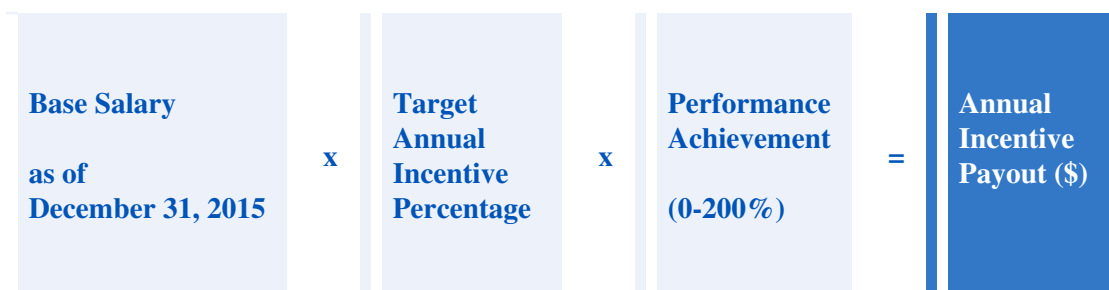 Base Salary
as of
December 31, 2015
x
Target
Annual
Incentive
Percentage
x
Performance
Achievement
(0-200%)
=
Annual
Incentive
Payout ($)